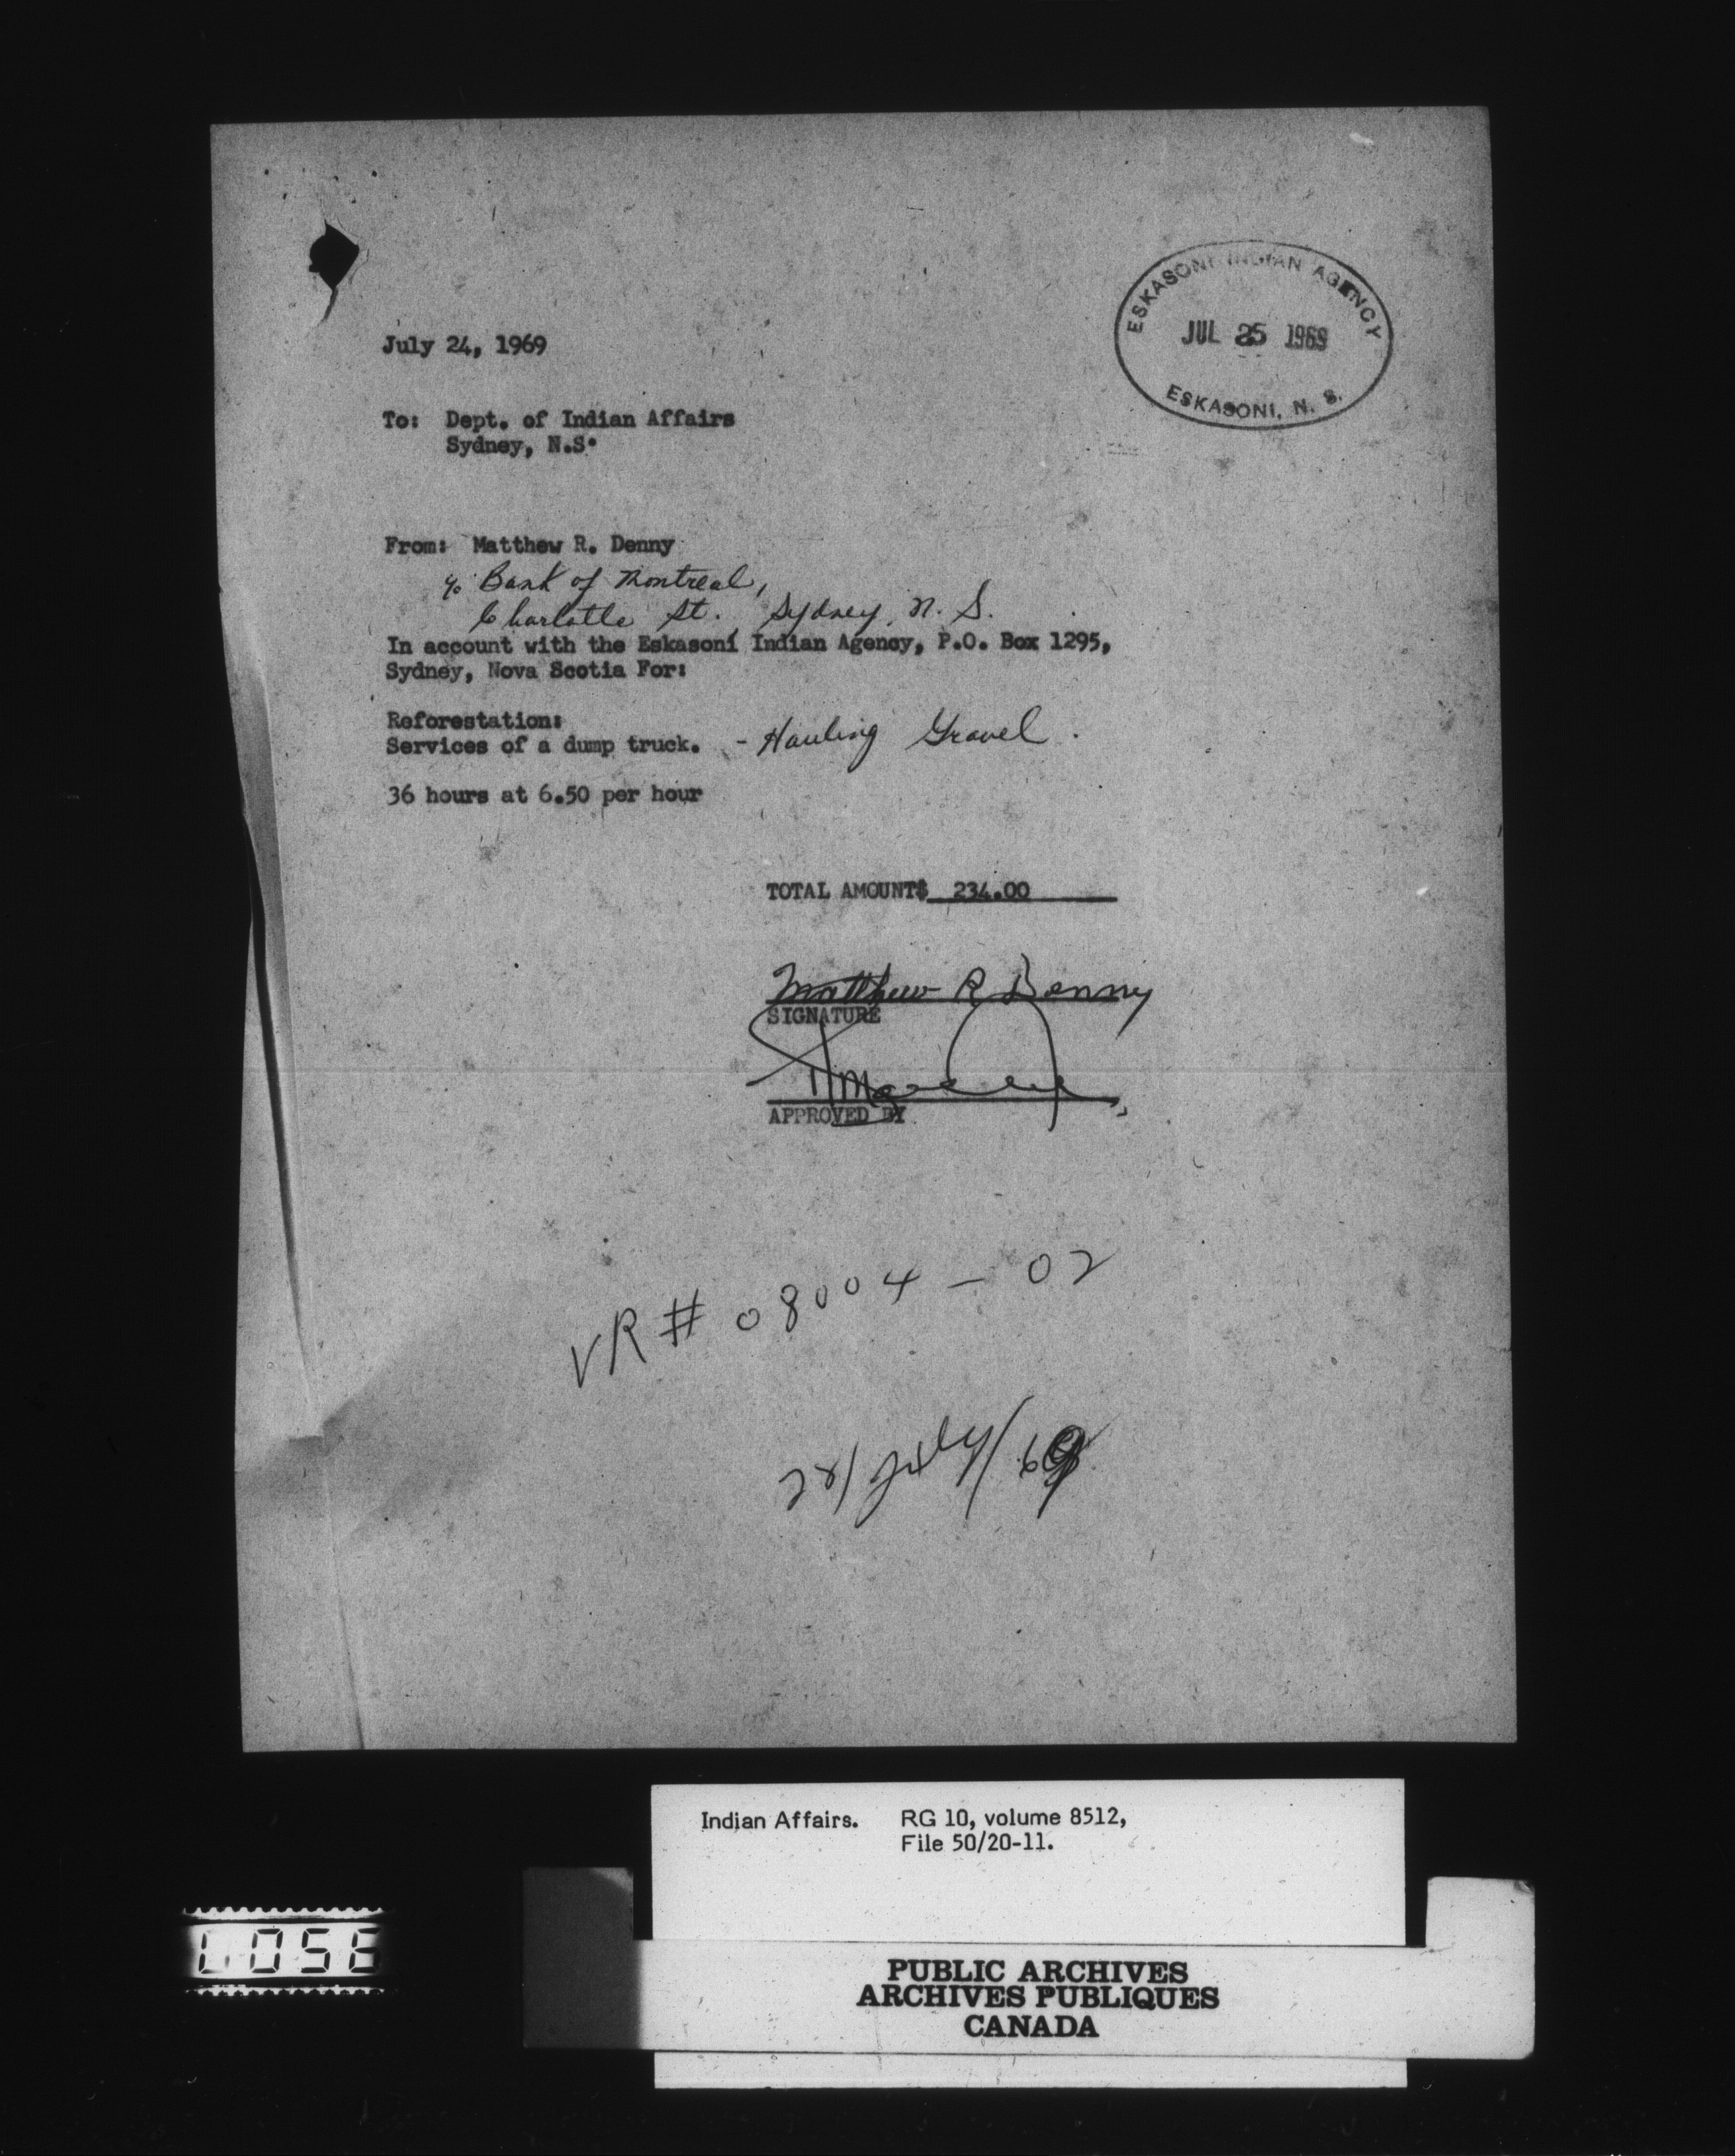 ESKASONI INDIAN AGENCY
JUL 25 1969
ESKASONI, N. S.
July 24, 1969
To: Dept. of Indian Affairs
Sydney, N.S.
From: Matthew R. Denny
℅ Bank of Montreal,
Charlotte St., Sydney, N. S.
In account with the Eskasoni Indian Agency, P.O. Box 1295,
Sydney, Nova Scotia For:
Reforestation:
Services of a dump truck. - Hauling Gravel.
36 hours at 6.50 per hour
TOTAL AMOUNT$ 234.00
Matthew R Denny
SIGNATURE
APPROVED BY
VR # 08004 - 02
28/July/69
Indian Affairs. RG 10, volume 8512,
File 50/20-11.
PUBLIC ARCHIVES
ARCHIVES PUBLIQUES
CANADA